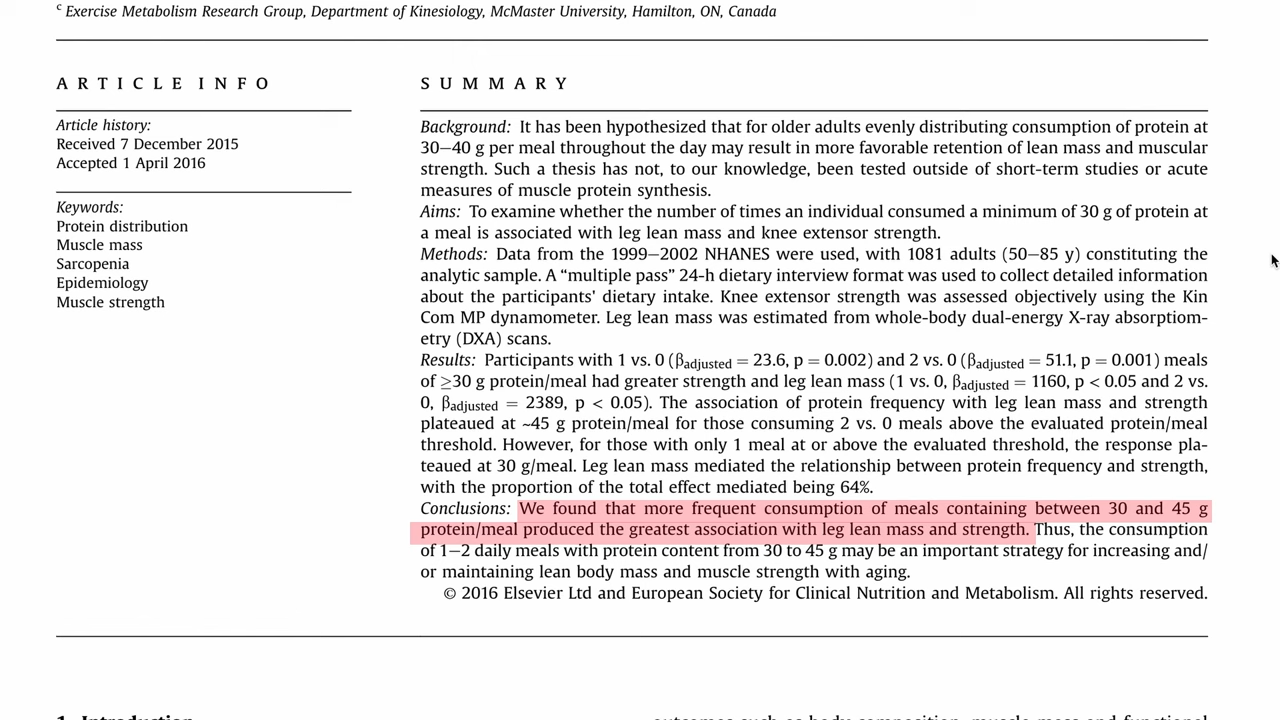 c Exercise Metabolism Research Group, Department of Kinesiology, McMaster University, Hamilton, ON, Canada
ARTICLE INFO
Article history:
Received 7 December 2015
Accepted 1 April 2016
Keywords:
Protein distribution
Muscle mass
Sarcopenia
Epidemiology
Muscle strength
SUMMARY
Background: It has been hypothesized that for older adults evenly distributing consumption of protein at
30–40 g per meal throughout the day may result in more favorable retention of lean mass and muscular
strength. Such a thesis has not, to our knowledge, been tested outside of short-term studies or acute
measures of muscle protein synthesis.
Aims: To examine whether the number of times an individual consumed a minimum of 30 g of protein at
a meal is associated with leg lean mass and knee extensor strength.
Methods: Data from the 1999–2002 NHANES were used, with 1081 adults (50–85 y) constituting the
analytic sample. A “multiple pass” 24-h dietary interview format was used to collect detailed information
about the participants' dietary intake. Knee extensor strength was assessed objectively using the Kin
Com MP dynamometer. Leg lean mass was estimated from whole-body dual-energy X-ray absorptiom-
etry (DXA) scans.
Results: Participants with 1 vs. 0 (βadjusted = 23.6, p = 0.002) and 2 vs. 0 (βadjusted = 51.1, p = 0.001) meals
of ≥30 g protein/meal had greater strength and leg lean mass (1 vs. 0, βadjusted = 1160, p < 0.05 and 2 vs.
0, βadjusted = 2389, p < 0.05). The association of protein frequency with leg lean mass and strength
plateaued at ~45 g protein/meal for those consuming 2 vs. 0 meals above the evaluated protein/meal
threshold. However, for those with only 1 meal at or above the evaluated threshold, the response pla-
teaued at 30 g/meal. Leg lean mass mediated the relationship between protein frequency and strength,
with the proportion of the total effect mediated being 64%.
Conclusions: We found that more frequent consumption of meals containing between 30 and 45 g
protein/meal produced the greatest association with leg lean mass and strength. Thus, the consumption
of 1–2 daily meals with protein content from 30 to 45 g may be an important strategy for increasing and/
or maintaining lean body mass and muscle strength with aging.
© 2016 Elsevier Ltd and European Society for Clinical Nutrition and Metabolism. All rights reserved.
1. Introduction
outcomes such as body composition, muscle mass and functional